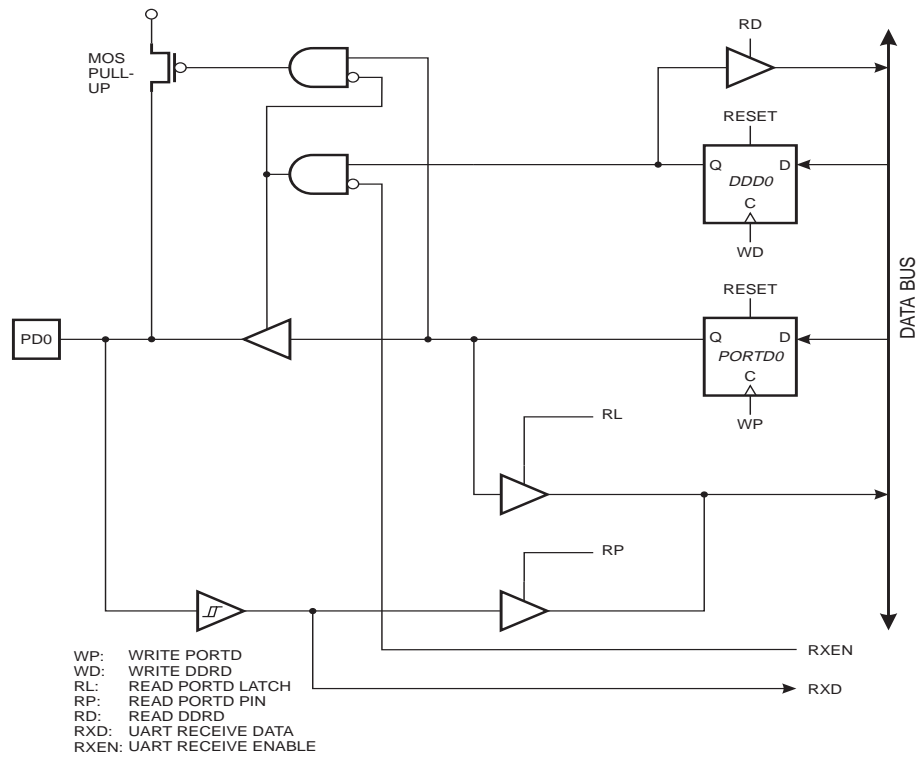 RD
MOS
PULL-
UP
RESET
Q D
DDD0
C
WD
DATA BUS
RESET
PD0
Q D
PORTD0
C
WP
RL
RP
RXEN
RXD
WP: WRITE PORTD
WD: WRITE DDRD
RL: READ PORTD LATCH
RP: READ PORTD PIN
RD: READ DDRD
RXD: UART RECEIVE DATA
RXEN: UART RECEIVE ENABLE